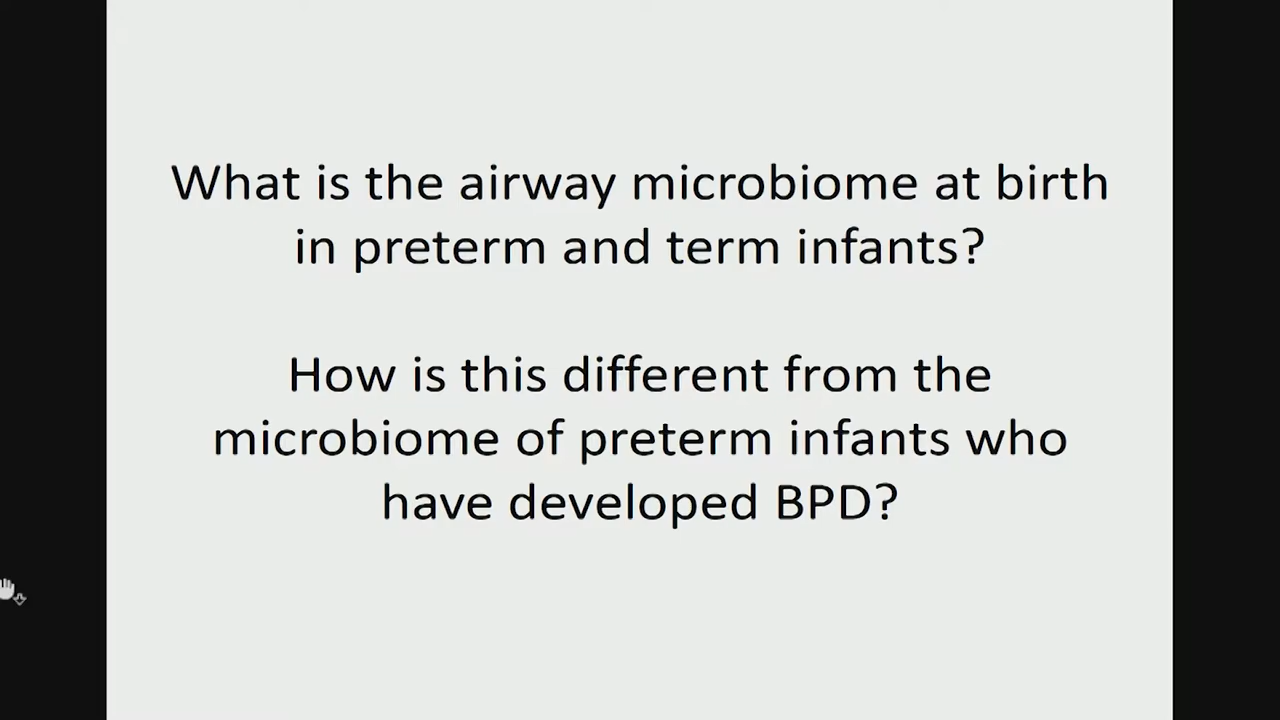 What is the airway microbiome at birth
in preterm and term infants?
How is this different from the
microbiome of preterm infants who
have developed BPD?